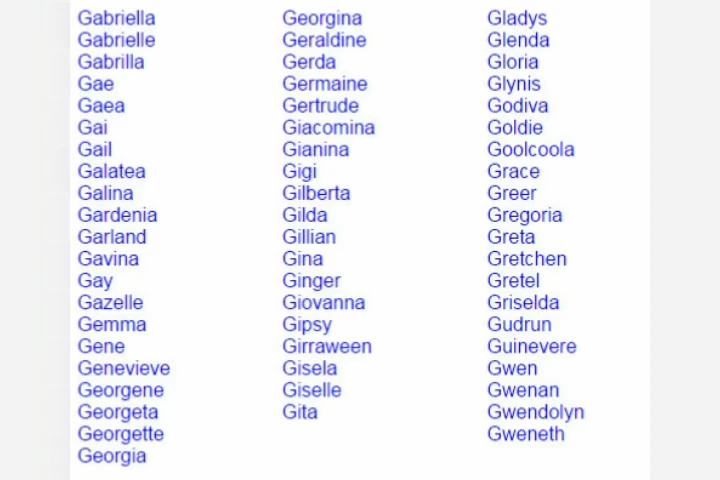 Gabriella
Gabrielle
Gabrilla
Gae
Gaea
Gai
Gail
Galatea
Galina
Gardenia
Garland
Gavina
Gay
Gazelle
Gemma
Gene
Genevieve
Georgene
Georgeta
Georgette
Georgia
Georgina
Geraldine
Gerda
Germaine
Gertrude
Giacomina
Gianina
Gigi
Gilberta
Gilda
Gillian
Gina
Ginger
Giovanna
Gipsy
Girraween
Gisela
Giselle
Gita
Gladys
Glenda
Gloria
Glynis
Godiva
Goldie
Goolcoola
Grace
Greer
Gregoria
Greta
Gretchen
Gretel
Griselda
Gudrun
Guinevere
Gwen
Gwenan
Gwendolyn
Gweneth